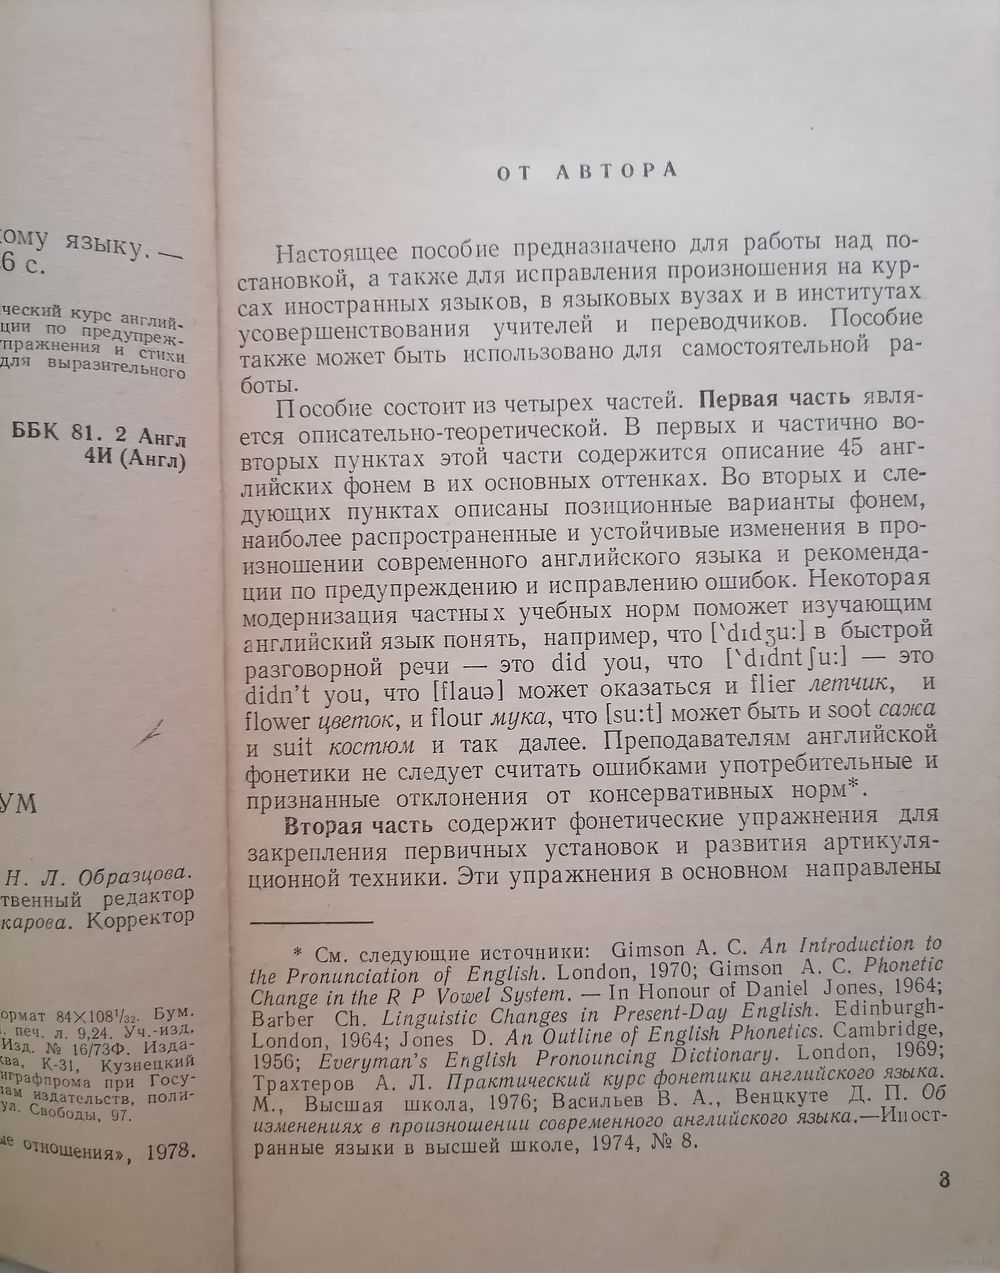 ому языку. —
6 с.
ческий курс англий-
ции по предупреж-
пражнения и стихи
для выразительного
ББК 81. 2 Англ
4И (Англ)
УМ
Н. Л. Образцова.
твенный редактор
карова. Корректор
ормат 84×108¹/₃₂. Бум.
печ. л. 9,24. Уч.-изд.
Изд. № 16/73Ф. Изда-
ква, К-31, Кузнецкий
играфпрома при Госу-
лам издательств, поли-
ул. Свободы, 97.
ые отношения», 1978.
ОТ АВТОРА
Настоящее пособие предназначено для работы над по-
становкой, а также для исправления произношения на кур-
сах иностранных языков, в языковых вузах и в институтах
усовершенствования учителей и переводчиков. Пособие
также может быть использовано для самостоятельной ра-
боты.
Пособие состоит из четырех частей. Первая часть явля-
ется описательно-теоретической. В первых и частично во-
вторых пунктах этой части содержится описание 45 анг-
лийских фонем в их основных оттенках. Во вторых и сле-
дующих пунктах описаны позиционные варианты фонем,
наиболее распространенные и устойчивые изменения в про-
изношении современного английского языка и рекоменда-
ции по предупреждению и исправлению ошибок. Некоторая
модернизация частных учебных норм поможет изучающим
английский язык понять, например, что [ˋdɪdʒu:] в быстрой
разговорной речи — это did you, что [ˋdɪdntʃu:] — это
didn't you, что [flauə] может оказаться и flier летчик, и
flower цветок, и flour мука, что [su:t] может быть и soot сажа
и suit костюм и так далее. Преподавателям английской
фонетики не следует считать ошибками употребительные и
признанные отклонения от консервативных норм*.
Вторая часть содержит фонетические упражнения для
закрепления первичных установок и развития артикуля-
ционной техники. Эти упражнения в основном направлены
* См. следующие источники: Gimson A. C. An Introduction to
the Pronunciation of English. London, 1970; Gimson A. C. Phonetic
Change in the R P Vowel System. — In Honour of Daniel Jones, 1964;
Barber Ch. Linguistic Changes in Present-Day English. Edinburgh-
London, 1964; Jones D. An Outline of English Phonetics. Cambridge,
1956; Everyman's English Pronouncing Dictionary. London, 1969;
Трахтеров А. Л. Практический курс фонетики английского языка.
М., Высшая школа, 1976; Васильев В. А., Венцкуте Д. П. Об
изменениях в произношении современного английского языка.—Иност-
ранные языки в высшей школе, 1974, № 8.
3